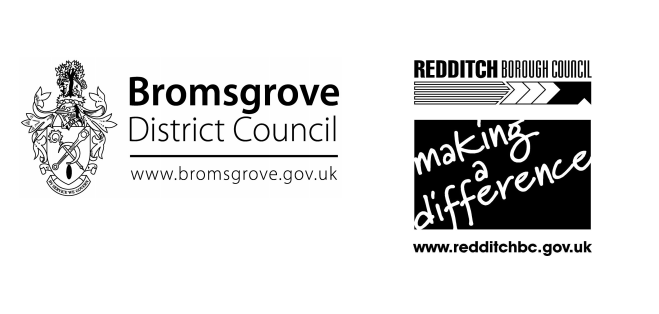 Bromsgrove
District Council
www.bromsgrove.gov.uk
REDDITCH BOROUGH COUNCIL
making
a
difference
www.redditchbc.gov.uk